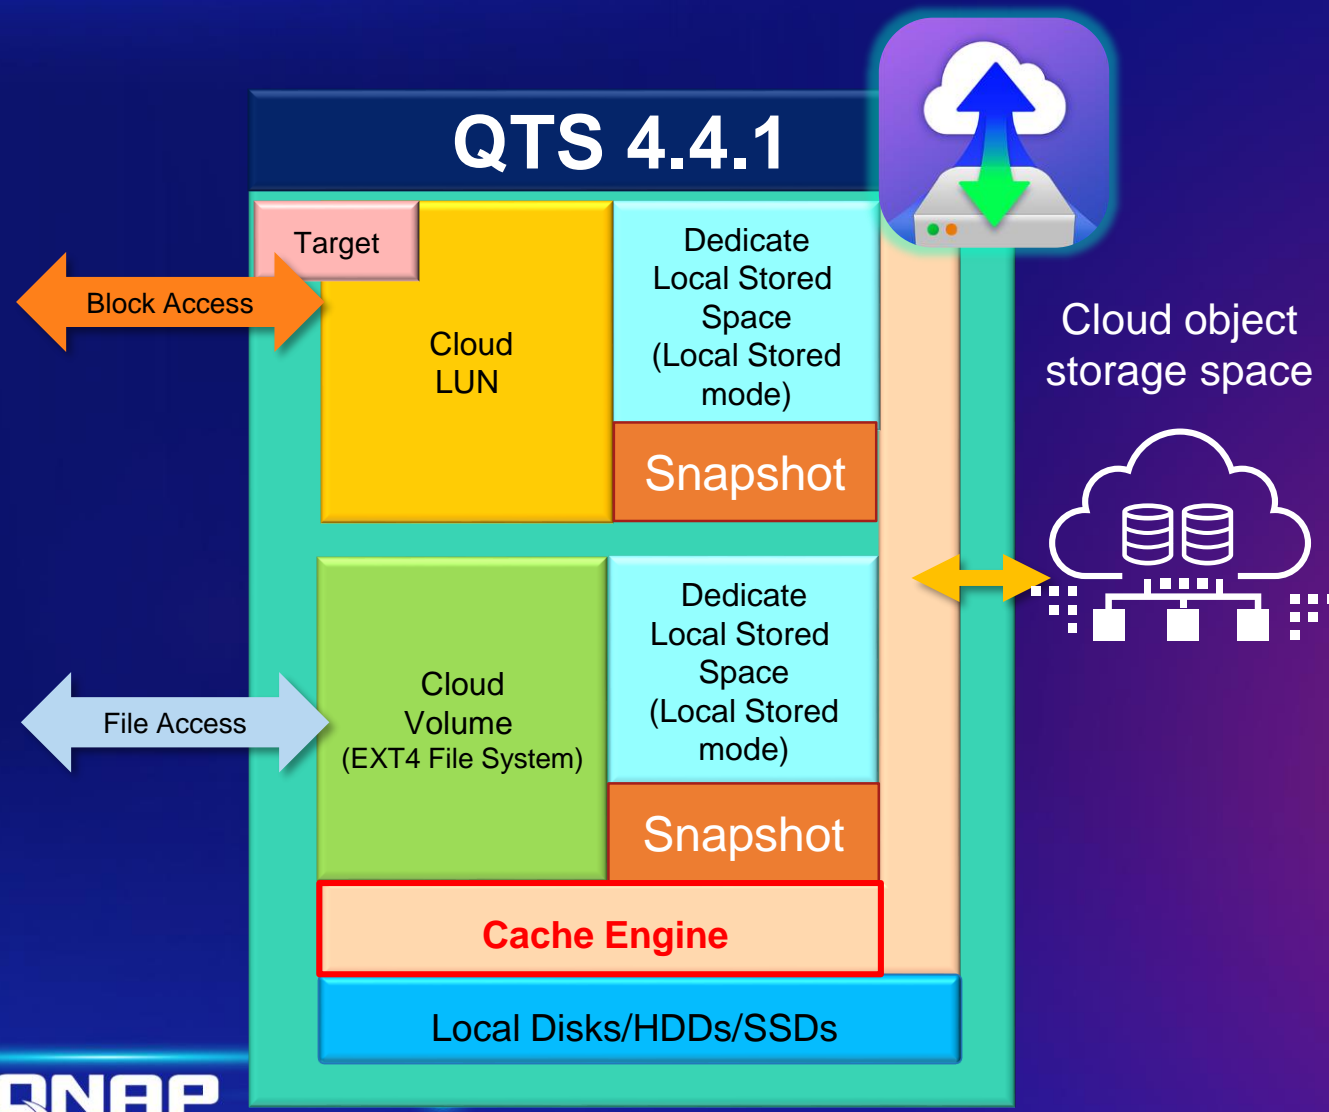 QTS 4.4.1
Target
Block Access
Cloud
LUN
Dedicate
Local Stored
Space
(Local Stored
mode)
Snapshot
Cloud object
storage space
File Access
Cloud
Volume
(EXT4 File System)
Dedicate
Local Stored
Space
(Local Stored
mode)
Snapshot
Cache Engine
Local Disks/HDDs/SSDs
QNAP